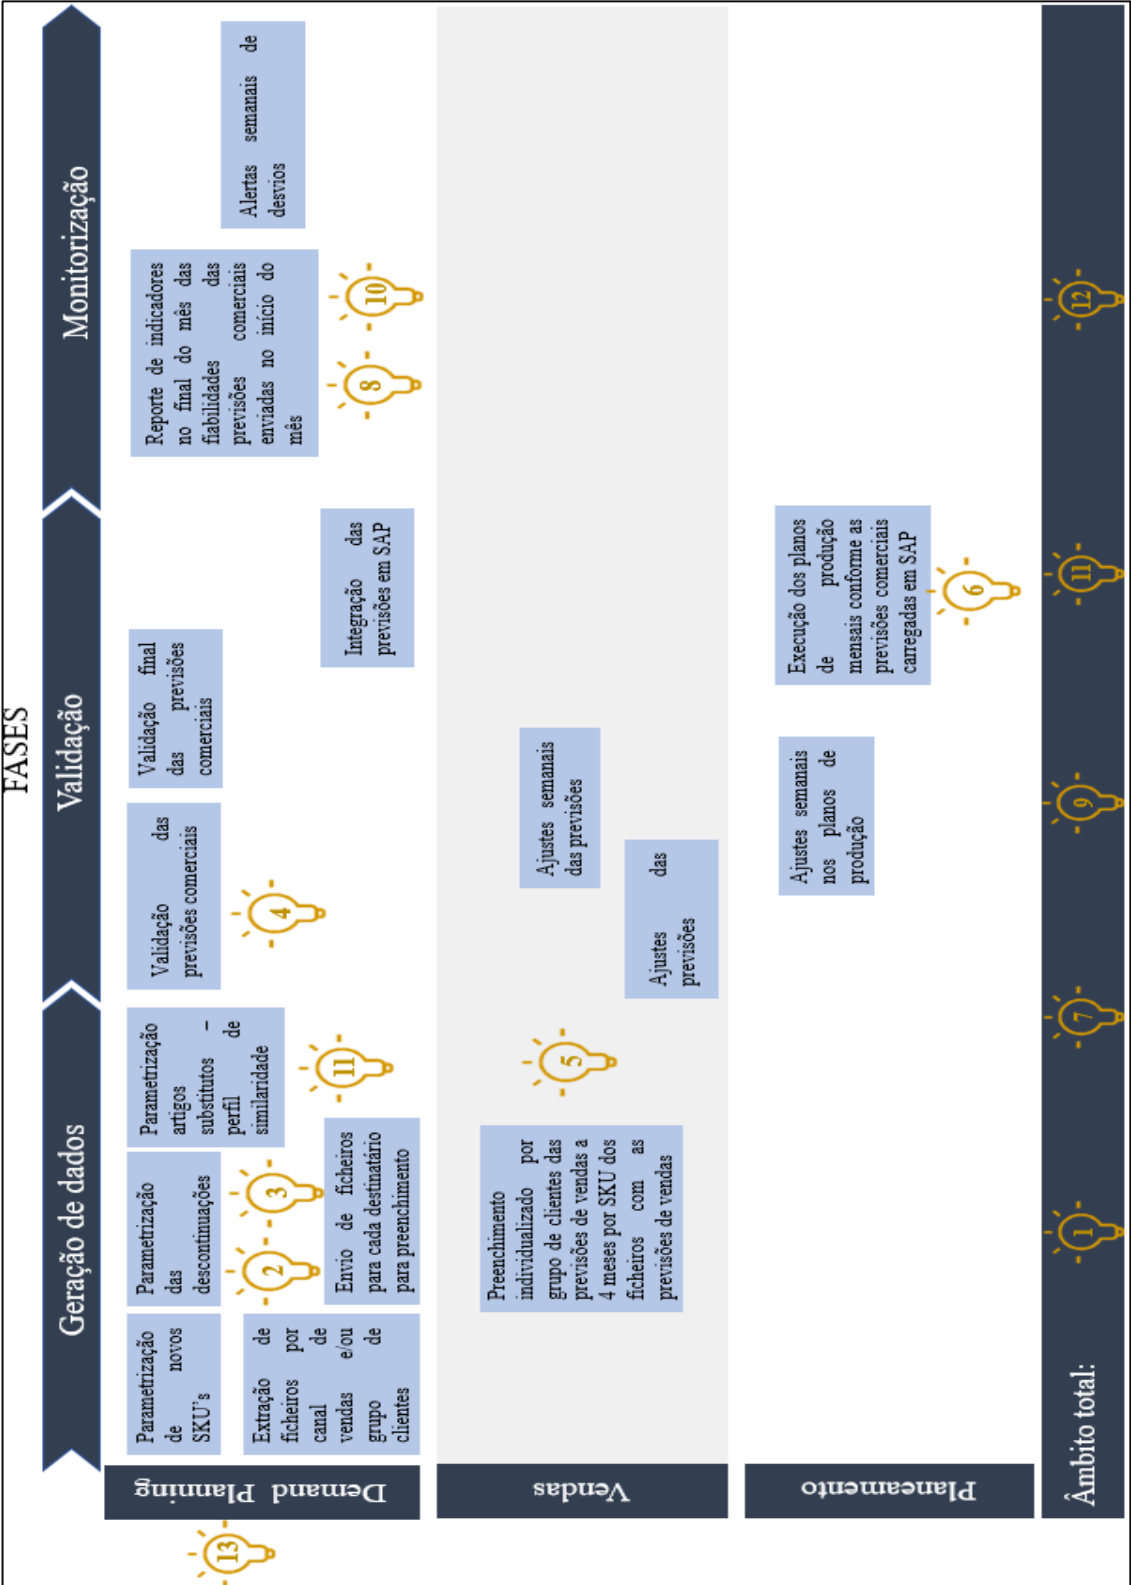 FASES
Geração de dados
Validação
Monitorização
13
Demand Planning
Parametrização
de novos
SKU's
Parametrização
das
descontinuações
Parametrização
artigos
substitutos –
perfil de
similaridade
2
3
11
Extração de
ficheiros por
canal de
vendas e/ou
grupo de
clientes
Envio de ficheiros
para cada destinatário
para preenchimento
Validação das
previsões comerciais
4
Validação final
das previsões
comerciais
Integração das
previsões em SAP
Reporte de indicadores
no final do mês das
fiabilidades das
previsões comerciais
enviadas no início do
mês
8
10
Alertas semanais de
desvios
Vendas
Preenchimento
individualizado por
grupo de clientes das
previsões de vendas a
4 meses por SKU dos
ficheiros com as
previsões de vendas
5
Ajustes semanais
das previsões
Ajustes das
previsões
Planeamento
Ajustes semanais
nos planos de
produção
Execução dos planos
de produção
mensais conforme as
previsões comerciais
carregadas em SAP
6
Âmbito total:
1
7
9
11
12